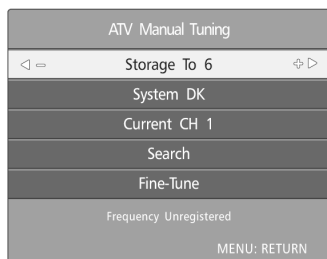 ATV Manual Tuning
Storage To 6
System DK
Current CH 1
Search
Fine-Tune
Frequency Unregistered
MENU: RETURN